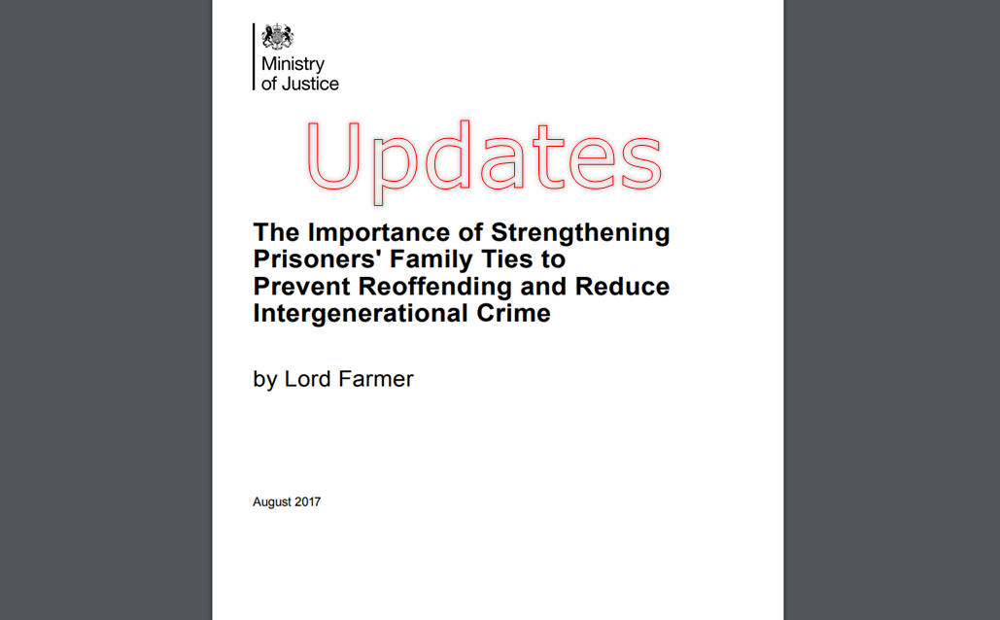 Ministry
of Justice
Updates
The Importance of Strengthening
Prisoners' Family Ties to
Prevent Reoffending and Reduce
Intergenerational Crime
by Lord Farmer
August 2017